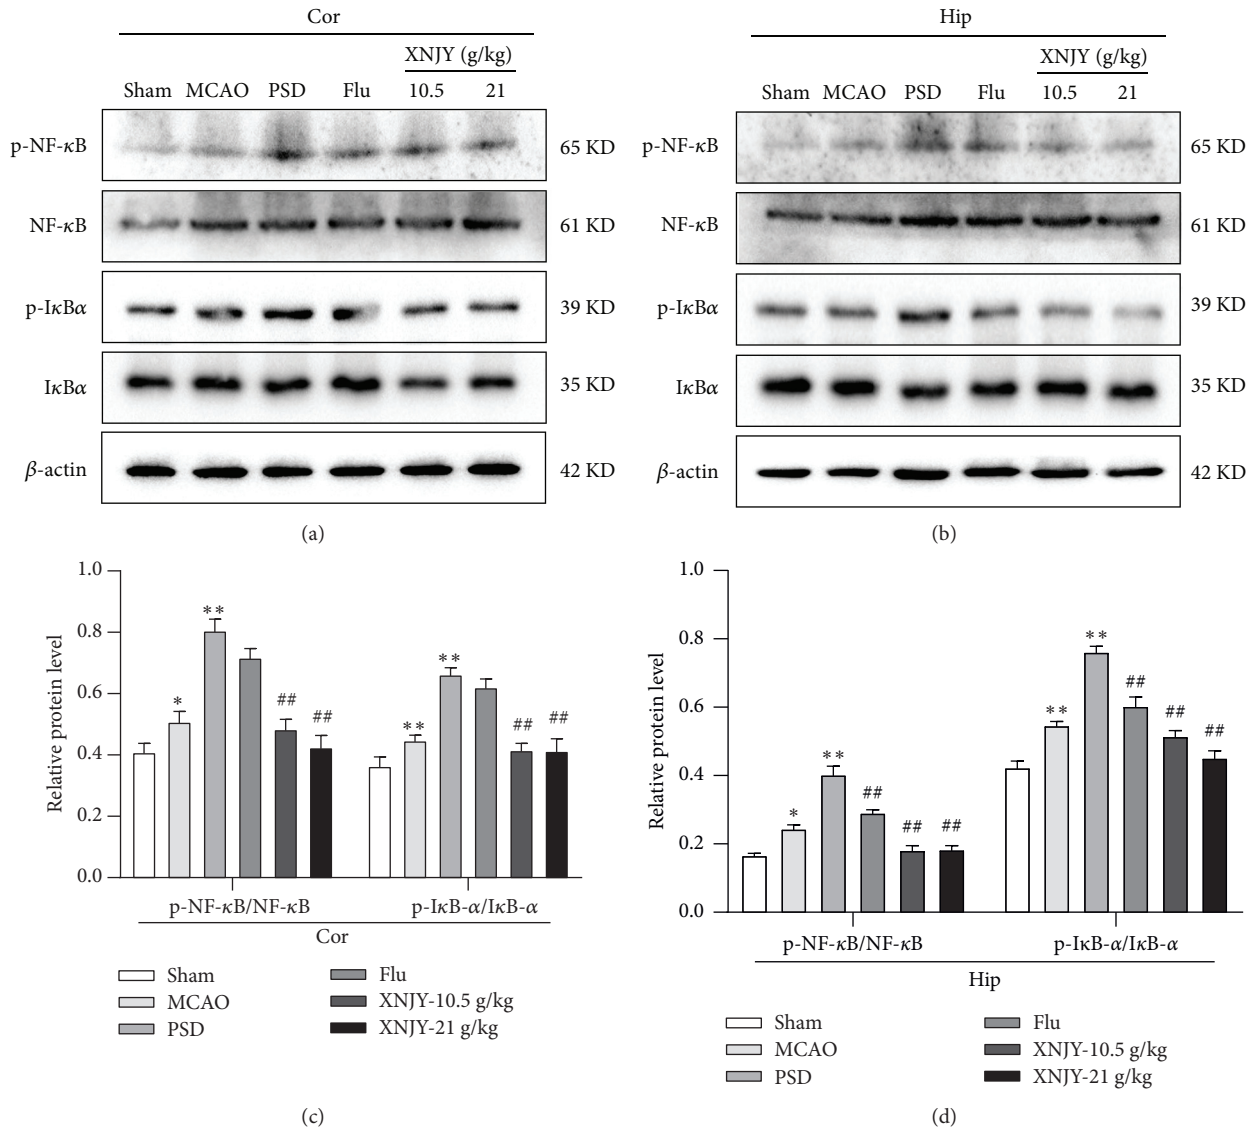 Cor
XNJY (g/kg)
Sham MCAO PSD Flu 10.5 21
p-NF-κB 65 KD
NF-κB 61 KD
p-IκBα 39 KD
IκBα 35 KD
β-actin 42 KD
(a)
Hip
XNJY (g/kg)
Sham MCAO PSD Flu 10.5 21
p-NF-κB 65 KD
NF-κB 61 KD
p-IκBα 39 KD
IκBα 35 KD
β-actin 42 KD
(b)
Relative protein level
1.0
0.8
0.6
0.4
0.2
0.0
* ** ## ##
** ** ## ##
p-NF-κB/NF-κB p-IκB-α/IκB-α
Cor
Sham Flu
MCAO XNJY-10.5 g/kg
PSD XNJY-21 g/kg
(c)
Relative protein level
1.0
0.8
0.6
0.4
0.2
0.0
* ** ## ## ##
** ** ## ## ##
p-NF-κB/NF-κB p-IκB-α/IκB-α
Hip
Sham Flu
MCAO XNJY-10.5 g/kg
PSD XNJY-21 g/kg
(d)